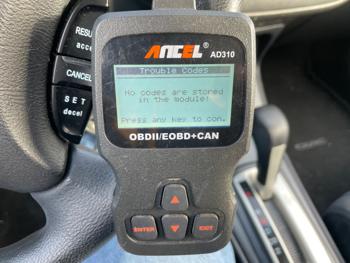 RESU
acce
CANCEL
SET
decel
ANCEL®
AD310
Trouble Codes
No codes are stored
in the module!
Press any key to con.
OBDII/EOBD+CAN
ENTER
EXIT